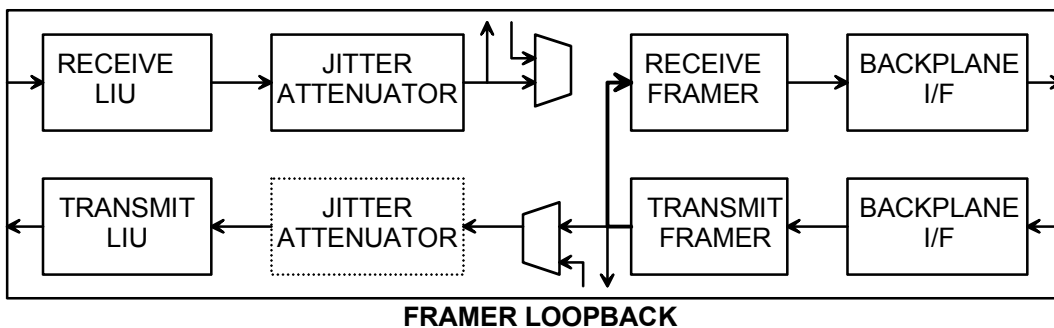 RECEIVE
LIU
JITTER
ATTENUATOR
RECEIVE
FRAMER
BACKPLANE
I/F
TRANSMIT
LIU
JITTER
ATTENUATOR
TRANSMIT
FRAMER
BACKPLANE
I/F
FRAMER LOOPBACK